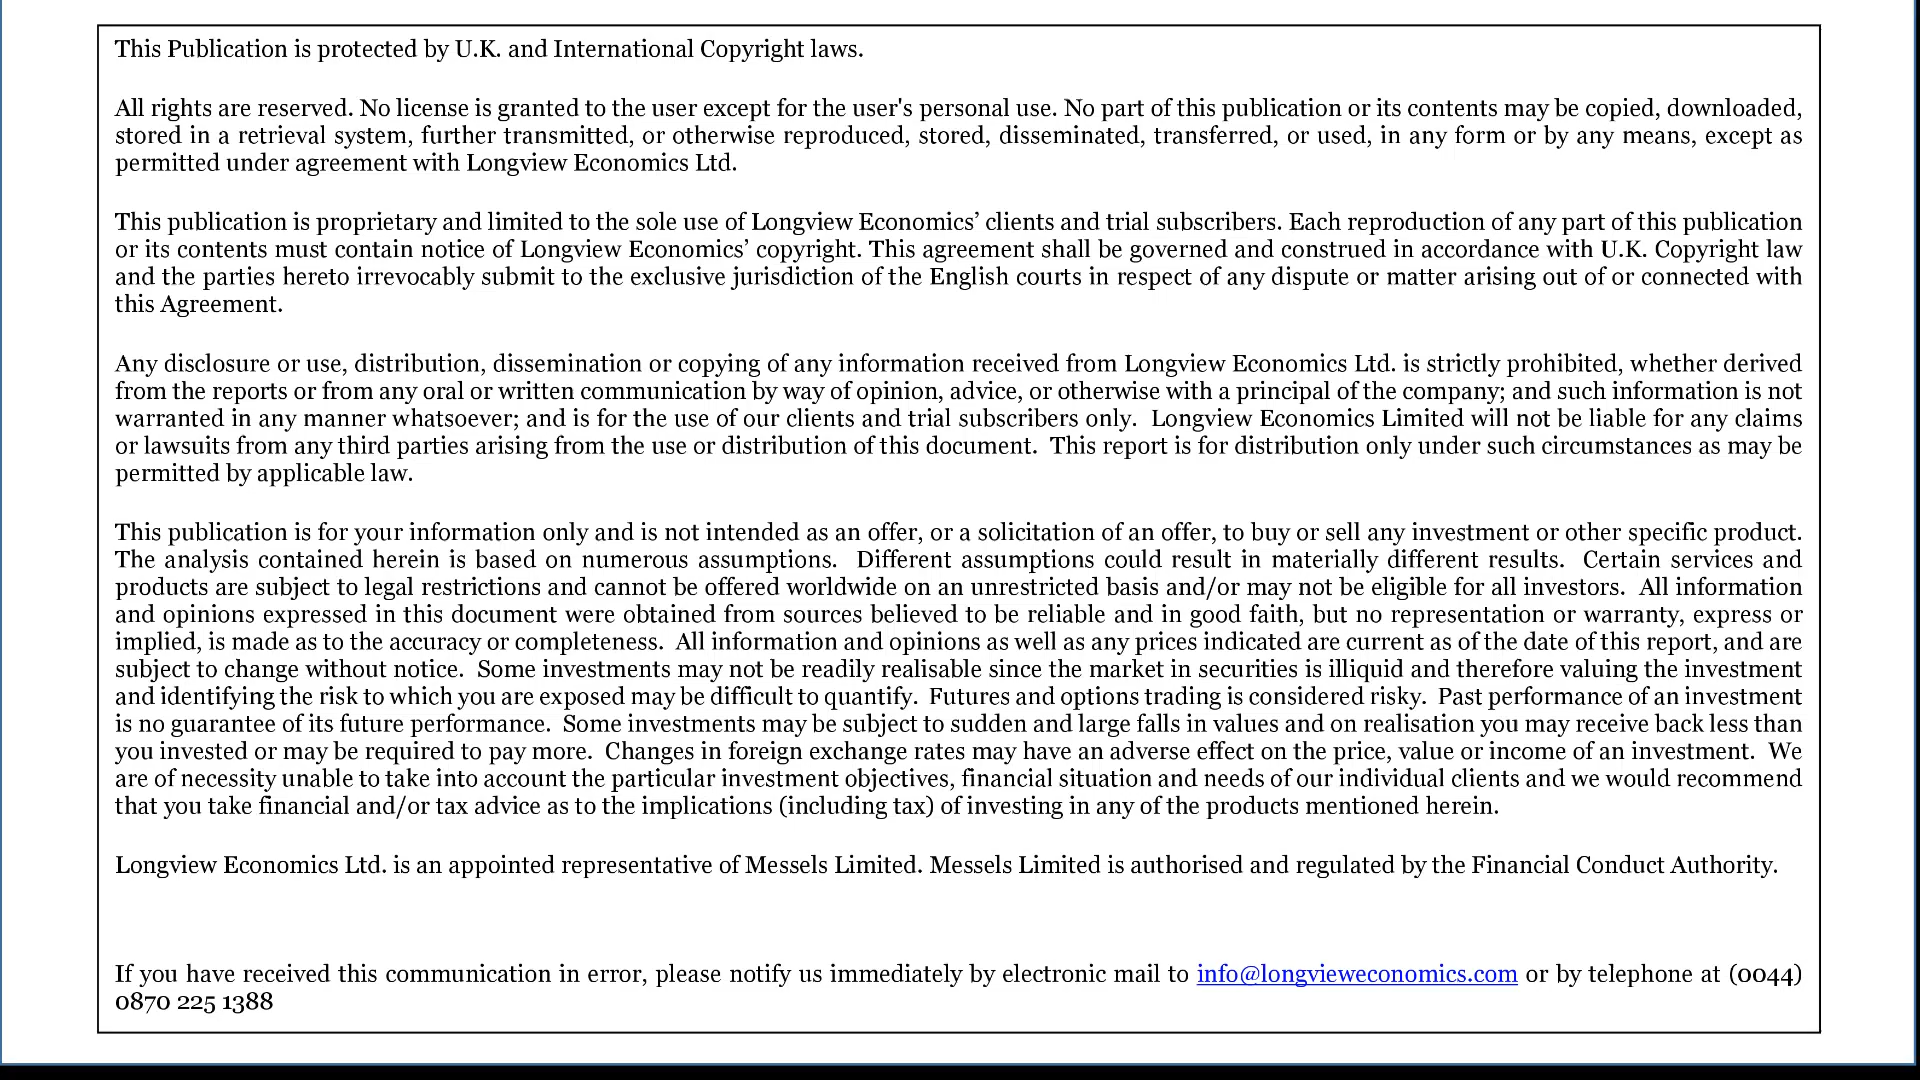 This Publication is protected by U.K. and International Copyright laws.
All rights are reserved. No license is granted to the user except for the user's personal use. No part of this publication or its contents may be copied, downloaded,
stored in a retrieval system, further transmitted, or otherwise reproduced, stored, disseminated, transferred, or used, in any form or by any means, except as
permitted under agreement with Longview Economics Ltd.
This publication is proprietary and limited to the sole use of Longview Economics’ clients and trial subscribers. Each reproduction of any part of this publication
or its contents must contain notice of Longview Economics’ copyright. This agreement shall be governed and construed in accordance with U.K. Copyright law
and the parties hereto irrevocably submit to the exclusive jurisdiction of the English courts in respect of any dispute or matter arising out of or connected with
this Agreement.
Any disclosure or use, distribution, dissemination or copying of any information received from Longview Economics Ltd. is strictly prohibited, whether derived
from the reports or from any oral or written communication by way of opinion, advice, or otherwise with a principal of the company; and such information is not
warranted in any manner whatsoever; and is for the use of our clients and trial subscribers only.  Longview Economics Limited will not be liable for any claims
or lawsuits from any third parties arising from the use or distribution of this document.  This report is for distribution only under such circumstances as may be
permitted by applicable law.
This publication is for your information only and is not intended as an offer, or a solicitation of an offer, to buy or sell any investment or other specific product.
The analysis contained herein is based on numerous assumptions.  Different assumptions could result in materially different results.  Certain services and
products are subject to legal restrictions and cannot be offered worldwide on an unrestricted basis and/or may not be eligible for all investors.  All information
and opinions expressed in this document were obtained from sources believed to be reliable and in good faith, but no representation or warranty, express or
implied, is made as to the accuracy or completeness.  All information and opinions as well as any prices indicated are current as of the date of this report, and are
subject to change without notice.  Some investments may not be readily realisable since the market in securities is illiquid and therefore valuing the investment
and identifying the risk to which you are exposed may be difficult to quantify.  Futures and options trading is considered risky.  Past performance of an investment
is no guarantee of its future performance.  Some investments may be subject to sudden and large falls in values and on realisation you may receive back less than
you invested or may be required to pay more.  Changes in foreign exchange rates may have an adverse effect on the price, value or income of an investment.  We
are of necessity unable to take into account the particular investment objectives, financial situation and needs of our individual clients and we would recommend
that you take financial and/or tax advice as to the implications (including tax) of investing in any of the products mentioned herein.
Longview Economics Ltd. is an appointed representative of Messels Limited. Messels Limited is authorised and regulated by the Financial Conduct Authority.
If you have received this communication in error, please notify us immediately by electronic mail to info@longvieweconomics.com or by telephone at (0044)
0870 225 1388